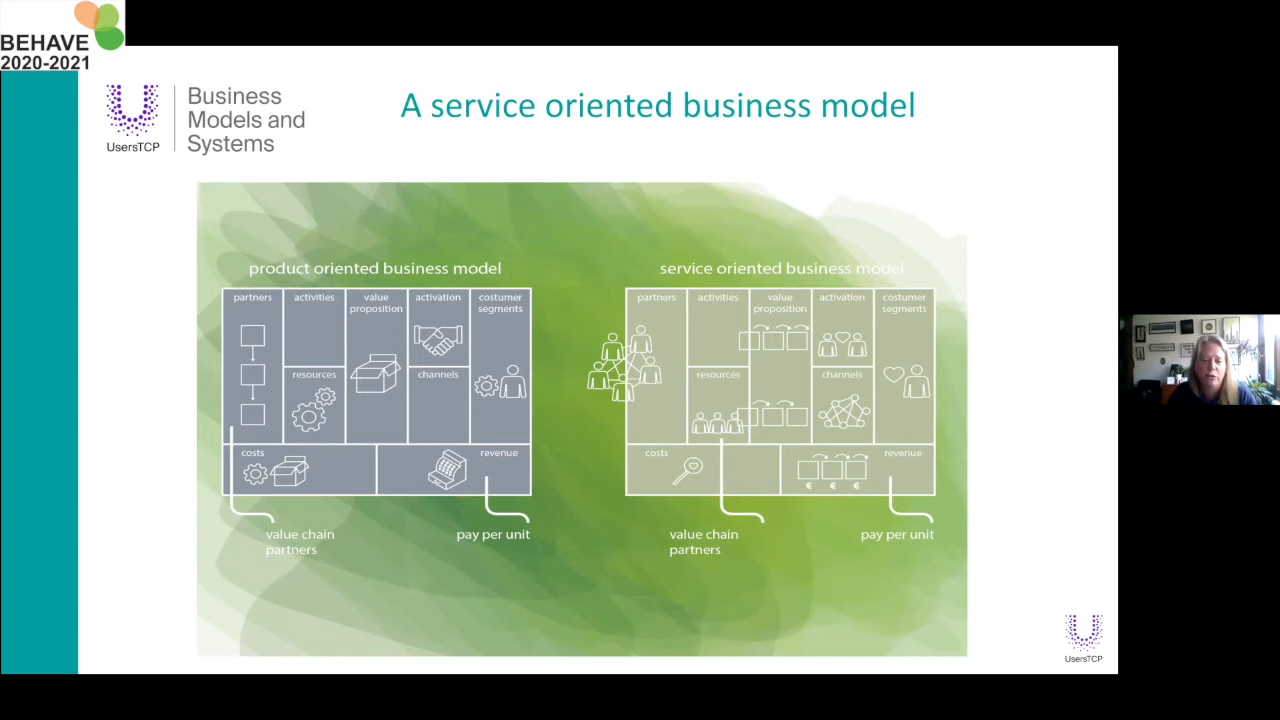 BEHAVE
2020-2021
UsersTCP
Business
Models and
Systems
A service oriented business model
product oriented business model
partners
activities
value
proposition
activation
costumer
segments
resources
channels
costs
revenue
value chain
partners
pay per unit
service oriented business model
partners
activities
value
proposition
activation
costumer
segments
resources
channels
costs
revenue
€ € €
value chain
partners
pay per unit
UsersTCP